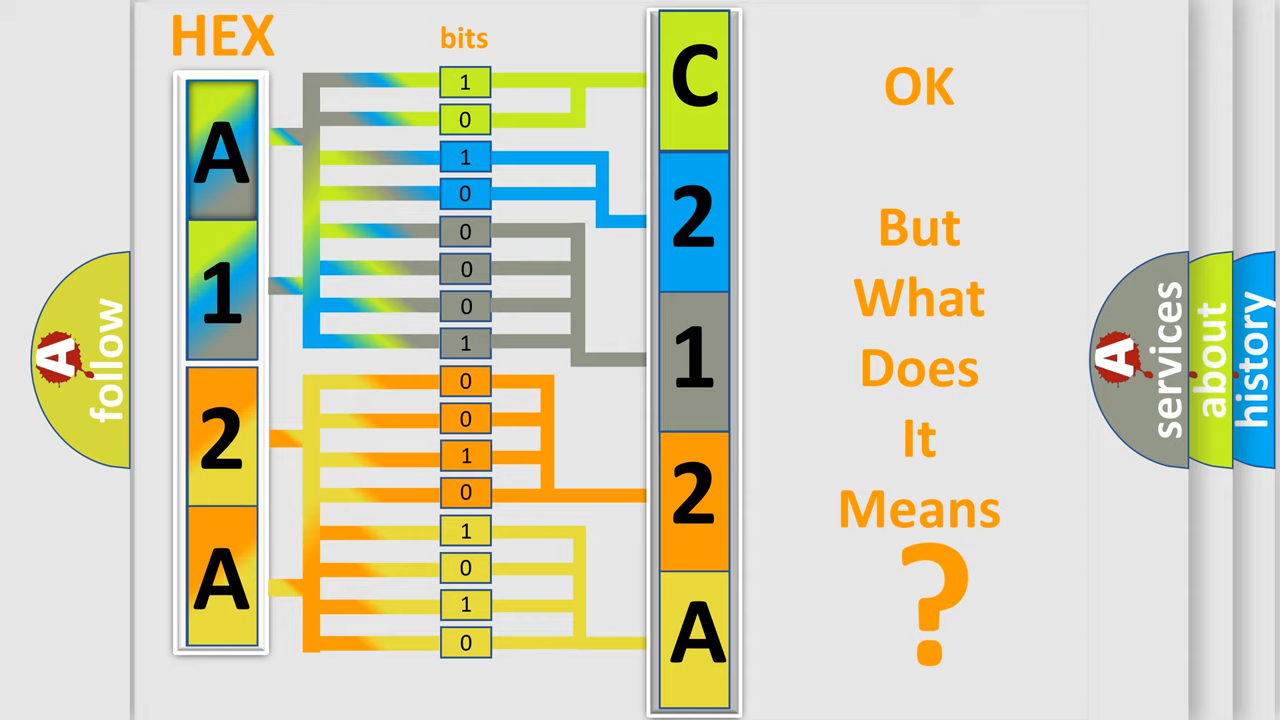 HEX
bits
A
1
2
A
1
0
1
0
0
0
0
1
0
0
1
0
1
0
1
0
C
2
1
2
A
OK
But
What
Does
It
Means
?
A
follow
A
services
about
history